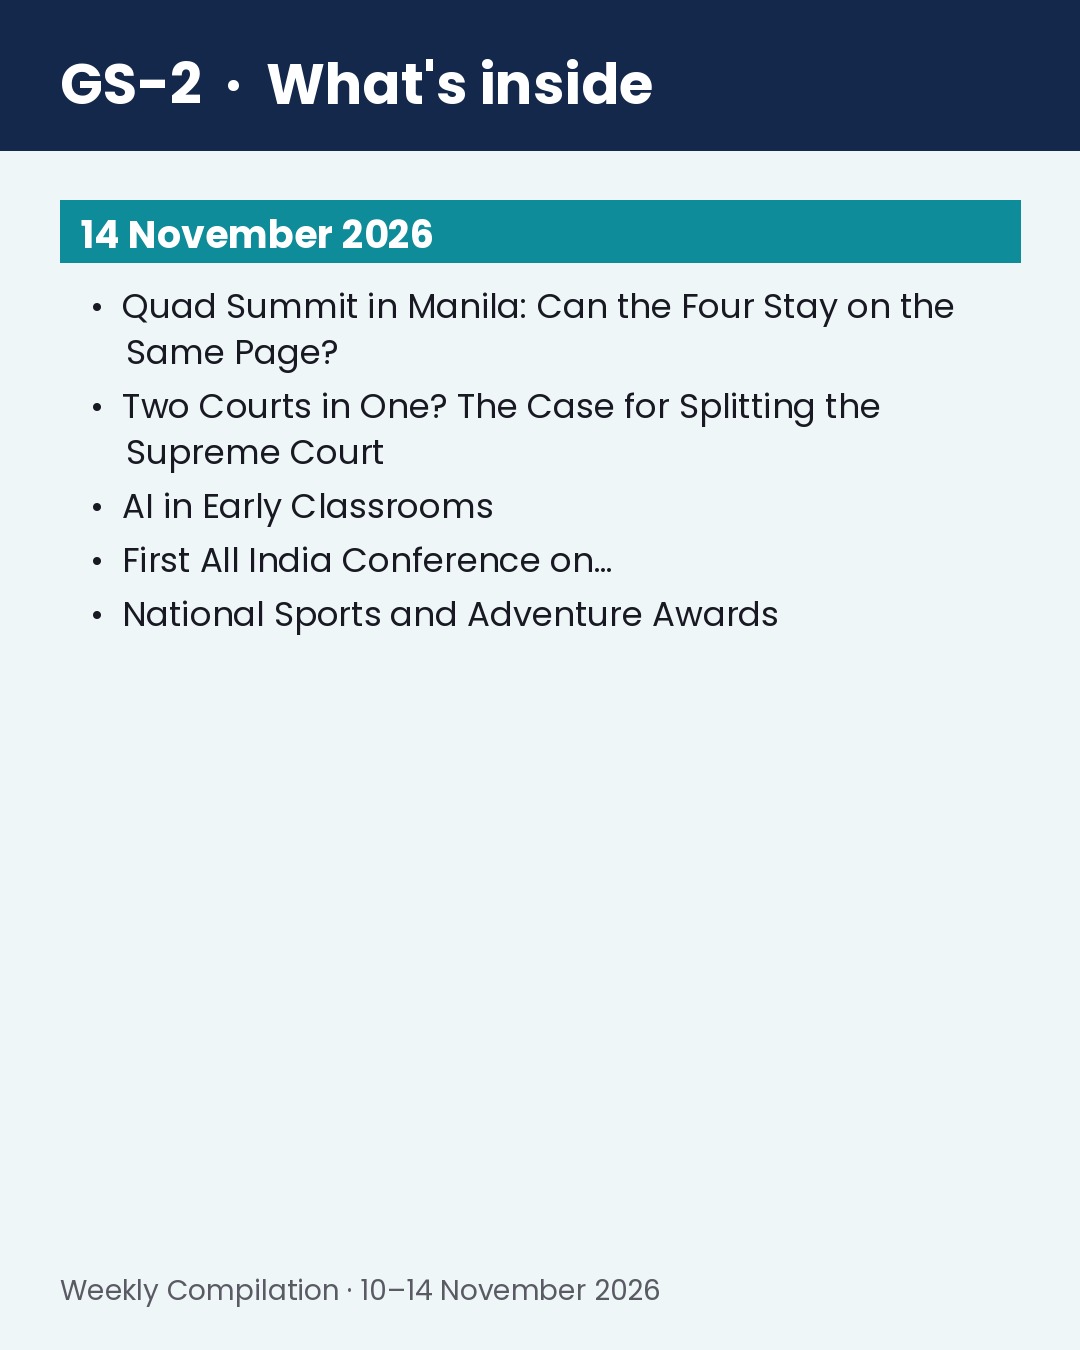 GS-2 · What's inside
14 November 2026
• Quad Summit in Manila: Can the Four Stay on the
Same Page?
• Two Courts in One? The Case for Splitting the
Supreme Court
• AI in Early Classrooms
• First All India Conference on…
• National Sports and Adventure Awards
Weekly Compilation · 10–14 November 2026